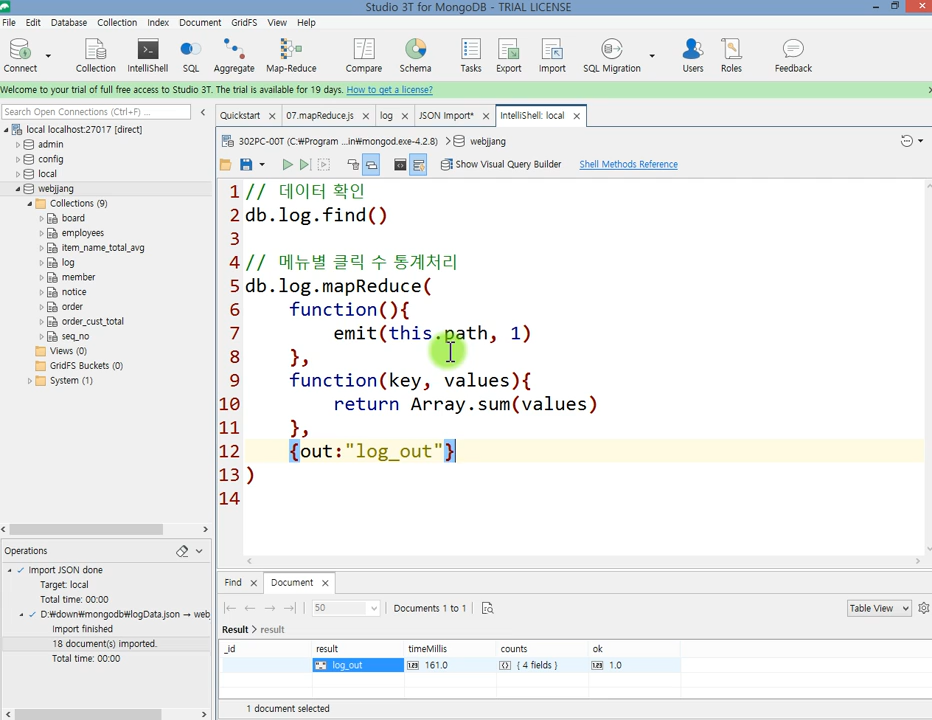 Studio 3T for MongoDB - TRIAL LICENSE
File Edit Database Collection Index Document GridFS View Help
Connect Collection IntelliShell SQL Aggregate Map-Reduce Compare Schema Tasks Export Import SQL Migration Users Roles Feedback
Welcome to your trial of full free access to Studio 3T. The trial is available for 19 days. How to get a license?
Search Open Connections (Ctrl+F) ...
Quickstart 07.mapReduce.js log JSON Import* IntelliShell: local
302PC-00T (C:₩Program ...in₩mongod.exe-4.2.8) > webjjang
Show Visual Query Builder Shell Methods Reference
local localhost:27017 [direct]
admin
config
local
webjjang
Collections (9)
board
employees
item_name_total_avg
log
member
notice
order
order_cust_total
seq_no
Views (0)
GridFS Buckets (0)
System (1)
1 // 데이터 확인
2 db.log.find()
3
4 // 메뉴별 클릭 수 통계처리
5 db.log.mapReduce(
6 function(){
7 emit(this.path, 1)
8 },
9 function(key, values){
10 return Array.sum(values)
11 },
12 {out:"log_out"}
13 )
14
Operations
Import JSON done
Target: local
Total time: 00:00
D:₩down₩mongodb₩logData.json → web
Import finished
18 document(s) imported.
Total time: 00:00
Find Document
50 Documents 1 to 1 Table View
Result > result
_id result timeMillis counts ok
log_out 161.0 { 4 fields } 1.0
1 document selected